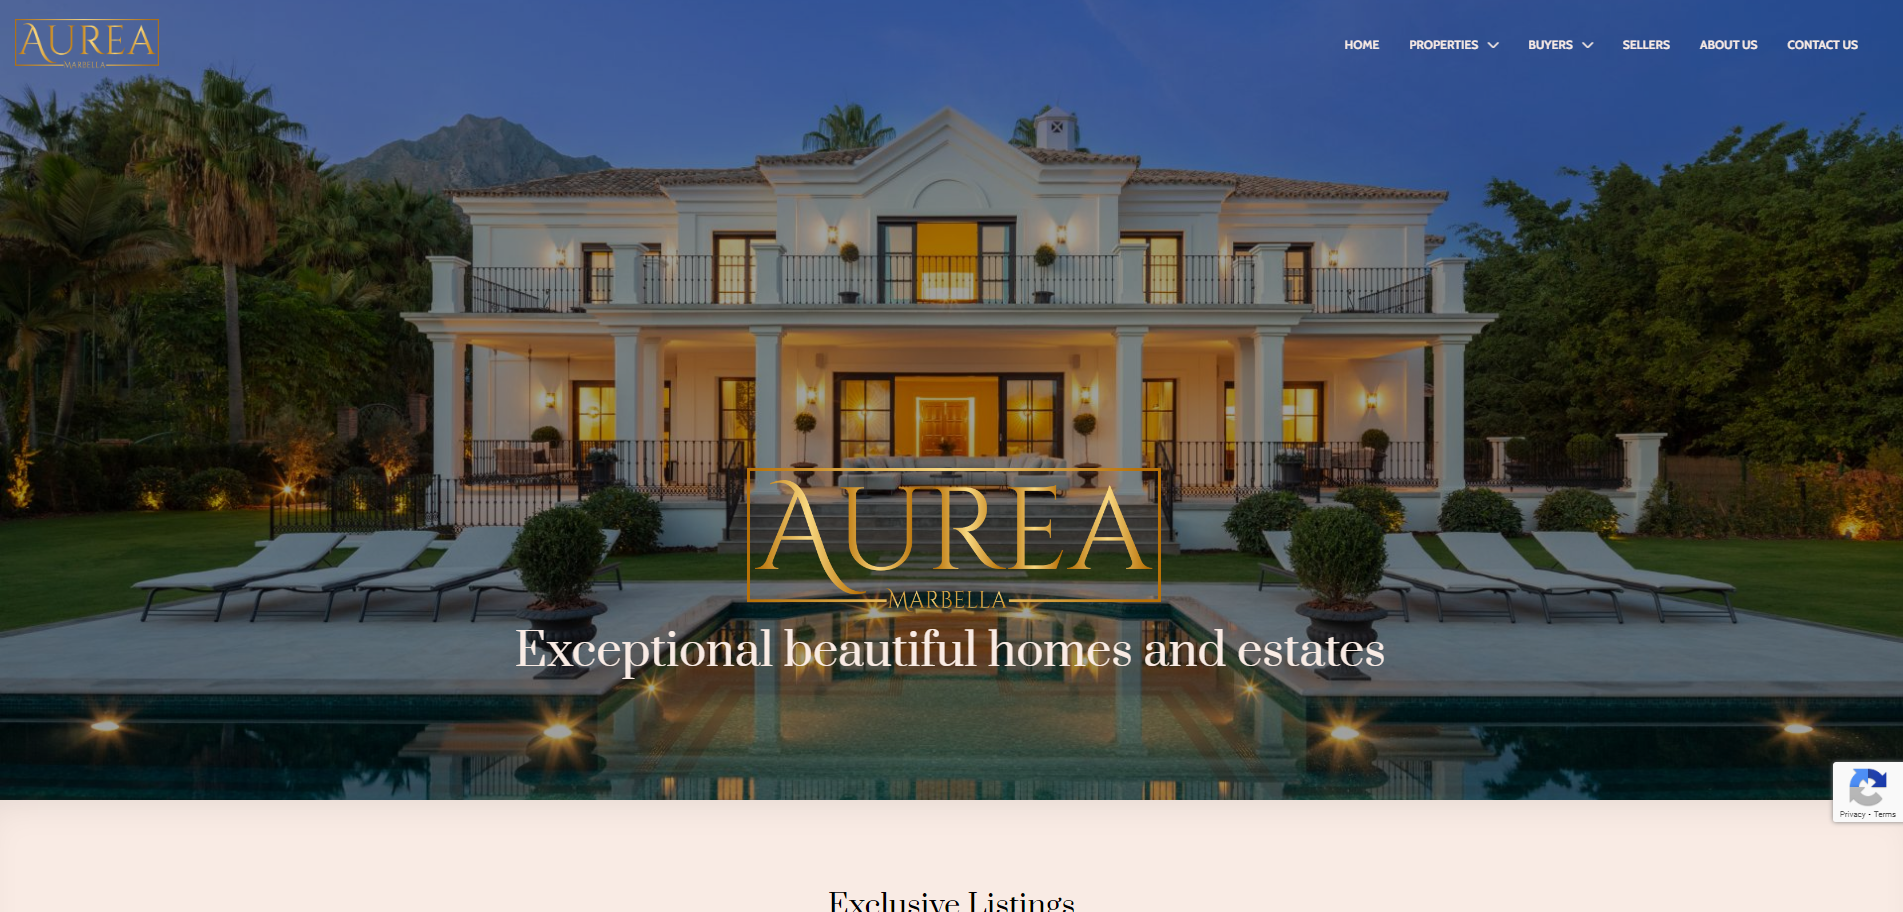 AUREA
MARBELLA
HOME PROPERTIES BUYERS SELLERS ABOUT US CONTACT US
AUREA
MARBELLA
Exceptional beautiful homes and estates
Privacy - Terms
Exclusive Listings